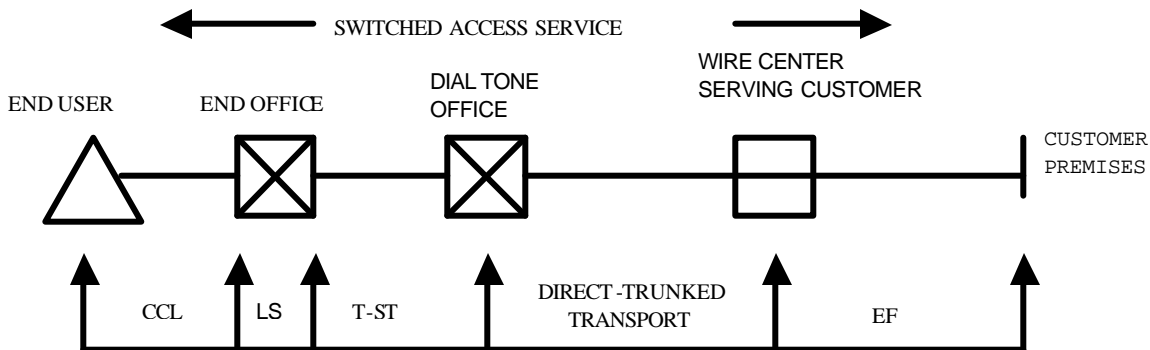 SWITCHED ACCESS SERVICE
WIRE CENTER
SERVING CUSTOMER
DIAL TONE
OFFICE
END USER
END OFFICE
CUSTOMER
PREMISES
CCL
LS
T-ST
DIRECT-TRUNKED
TRANSPORT
EF